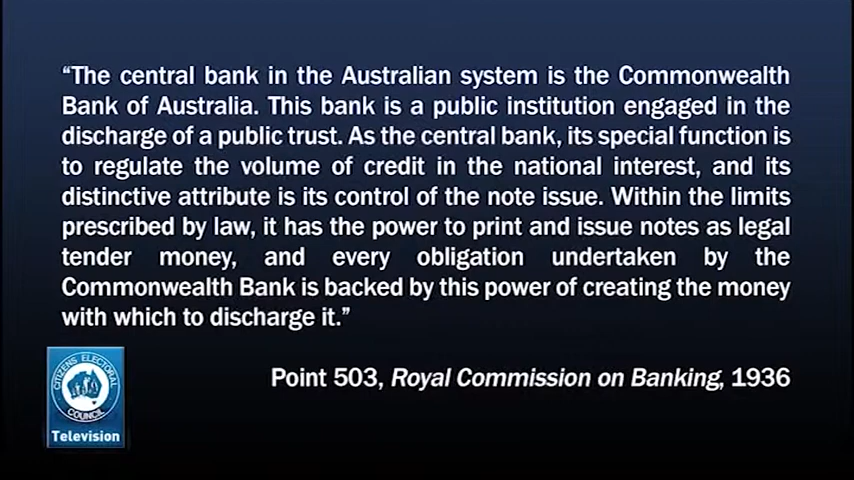 “The central bank in the Australian system is the Commonwealth
Bank of Australia. This bank is a public institution engaged in the
discharge of a public trust. As the central bank, its special function is
to regulate the volume of credit in the national interest, and its
distinctive attribute is its control of the note issue. Within the limits
prescribed by law, it has the power to print and issue notes as legal
tender money, and every obligation undertaken by the
Commonwealth Bank is backed by this power of creating the money
with which to discharge it.”
Point 503, Royal Commission on Banking, 1936
CITIZENS ELECTORAL
COUNCIL
Television